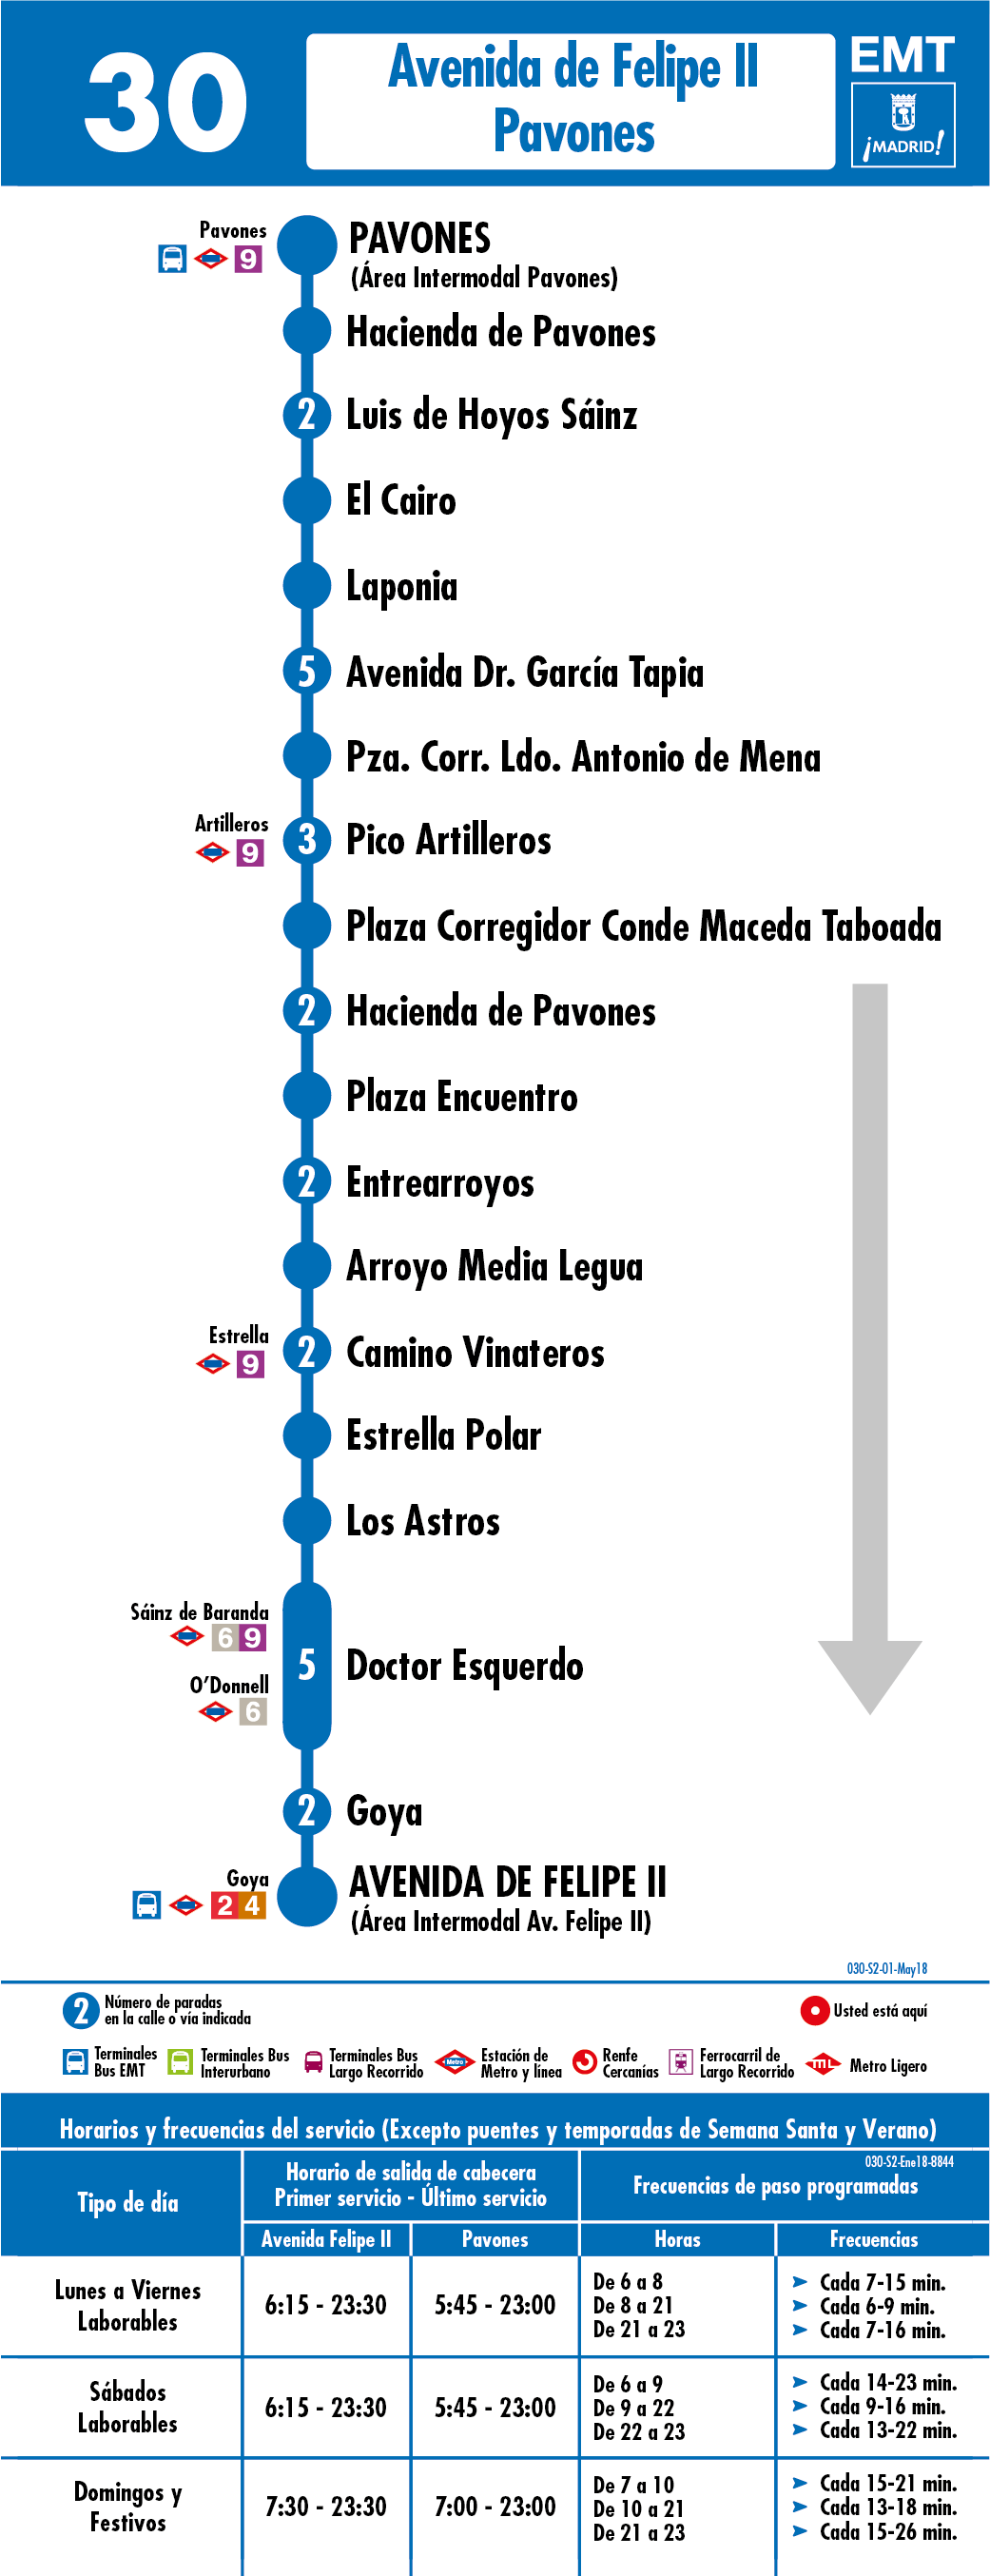 30
Avenida de Felipe II
Pavones
EMT
¡MADRID!
Pavones
9
PAVONES
(Área Intermodal Pavones)
Hacienda de Pavones
2 Luis de Hoyos Sáinz
El Cairo
Laponia
5 Avenida Dr. García Tapia
Pza. Corr. Ldo. Antonio de Mena
Artilleros
9
3 Pico Artilleros
Plaza Corregidor Conde Maceda Taboada
2 Hacienda de Pavones
Plaza Encuentro
2 Entrearroyos
Arroyo Media Legua
Estrella
9
2 Camino Vinateros
Estrella Polar
Los Astros
Sáinz de Baranda
6 9
O'Donnell
6
5 Doctor Esquerdo
2 Goya
Goya
2 4
AVENIDA DE FELIPE II
(Área Intermodal Av. Felipe II)
030-S2-01-May18
2 Número de paradas
en la calle o vía indicada
Usted está aquí
Terminales
Bus EMT
Terminales Bus
Interurbano
Terminales Bus
Largo Recorrido
Metro
Estación de
Metro y línea
Renfe
Cercanías
Ferrocarril de
Largo Recorrido
ML
Metro Ligero
Horarios y frecuencias del servicio (Excepto puentes y temporadas de Semana Santa y Verano)
030-S2-Ene18-8844
Tipo de día
Horario de salida de cabecera
Primer servicio - Último servicio
Frecuencias de paso programadas
Avenida Felipe II
Pavones
Horas
Frecuencias
Lunes a Viernes
Laborables
6:15 - 23:30
5:45 - 23:00
De 6 a 8 Cada 7-15 min.
De 8 a 21 Cada 6-9 min.
De 21 a 23 Cada 7-16 min.
Sábados
Laborables
6:15 - 23:30
5:45 - 23:00
De 6 a 9 Cada 14-23 min.
De 9 a 22 Cada 9-16 min.
De 22 a 23 Cada 13-22 min.
Domingos y
Festivos
7:30 - 23:30
7:00 - 23:00
De 7 a 10 Cada 15-21 min.
De 10 a 21 Cada 13-18 min.
De 21 a 23 Cada 15-26 min.